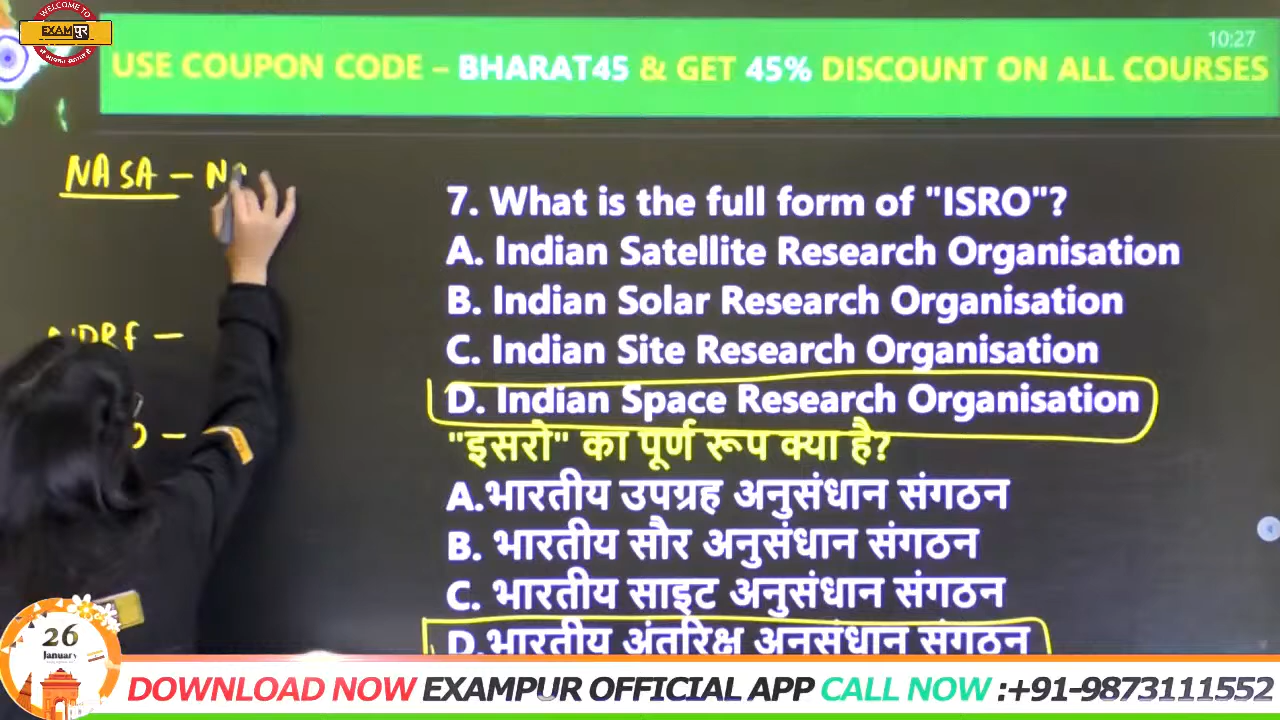 WELCOME TO
EXAMपुर
10:27
USE COUPON CODE – BHARAT45 & GET 45% DISCOUNT ON ALL COURSES
NASA –
7. What is the full form of "ISRO"?
A. Indian Satellite Research Organisation
B. Indian Solar Research Organisation
C. Indian Site Research Organisation
D. Indian Space Research Organisation
NDRF –
"इसरो" का पूर्ण रूप क्या है?
A.भारतीय उपग्रह अनुसंधान संगठन
B. भारतीय सौर अनुसंधान संगठन
C. भारतीय साइट अनुसंधान संगठन
D.भारतीय अंतरिक्ष अनुसंधान संगठन
26
January
DOWNLOAD NOW EXAMPUR OFFICIAL APP CALL NOW :+91-9873111552